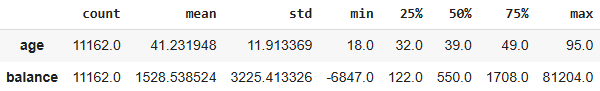 count mean std min 25% 50% 75% max
age 11162.0 41.231948 11.913369 18.0 32.0 39.0 49.0 95.0
balance 11162.0 1528.538524 3225.413326 -6847.0 122.0 550.0 1708.0 81204.0